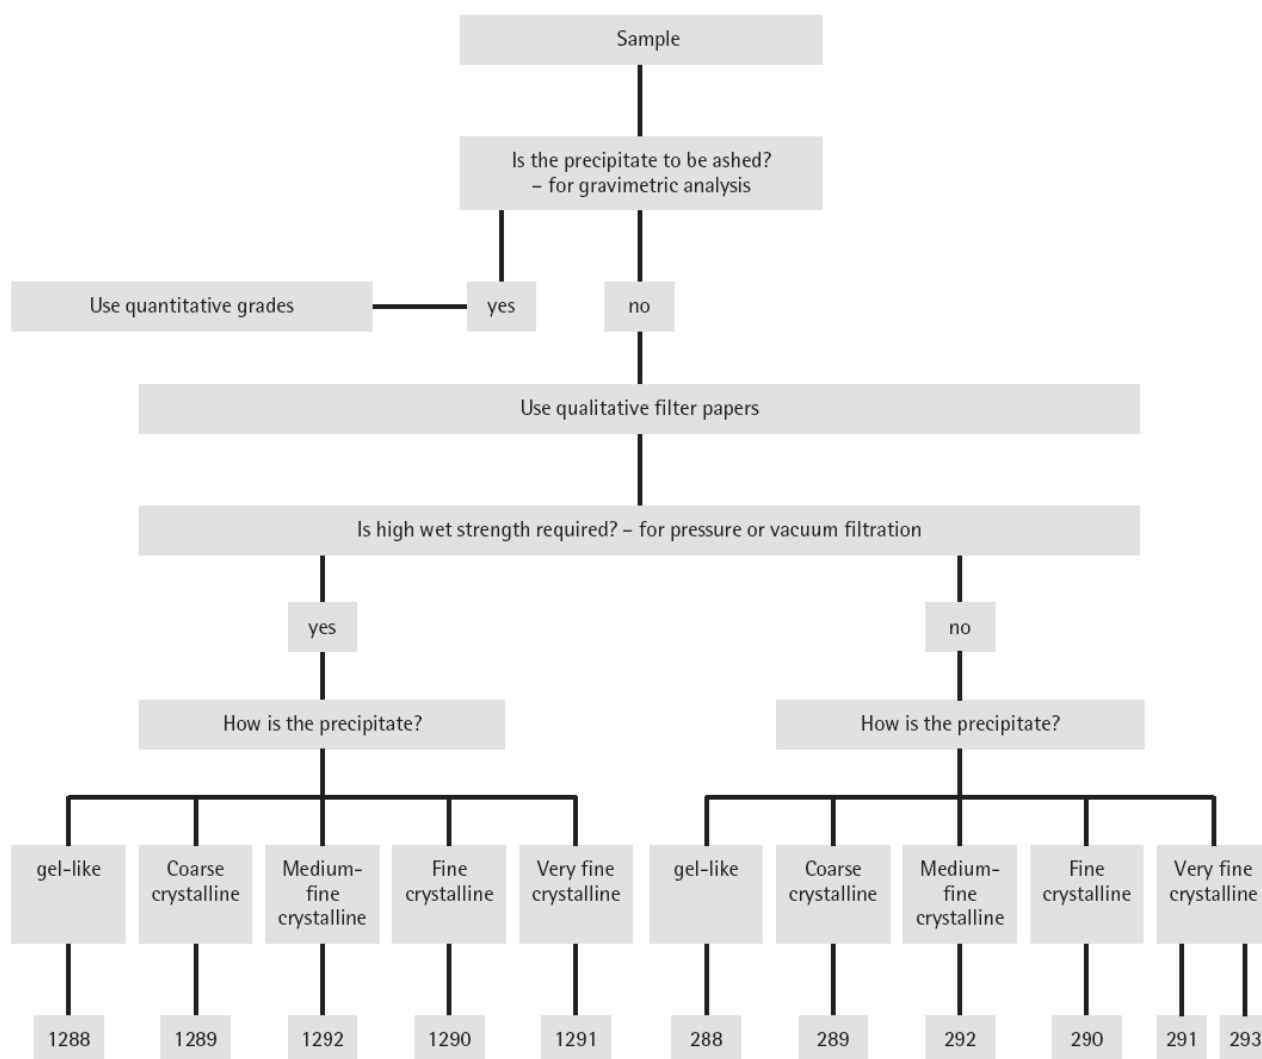 Sample
Is the precipitate to be ashed?
– for gravimetric analysis
Use quantitative grades
yes
no
Use qualitative filter papers
Is high wet strength required? – for pressure or vacuum filtration
yes
no
How is the precipitate?
How is the precipitate?
gel-like
Coarse
crystalline
Medium-
fine
crystalline
Fine
crystalline
Very fine
crystalline
gel-like
Coarse
crystalline
Medium-
fine
crystalline
Fine
crystalline
Very fine
crystalline
1288
1289
1292
1290
1291
288
289
292
290
291
293